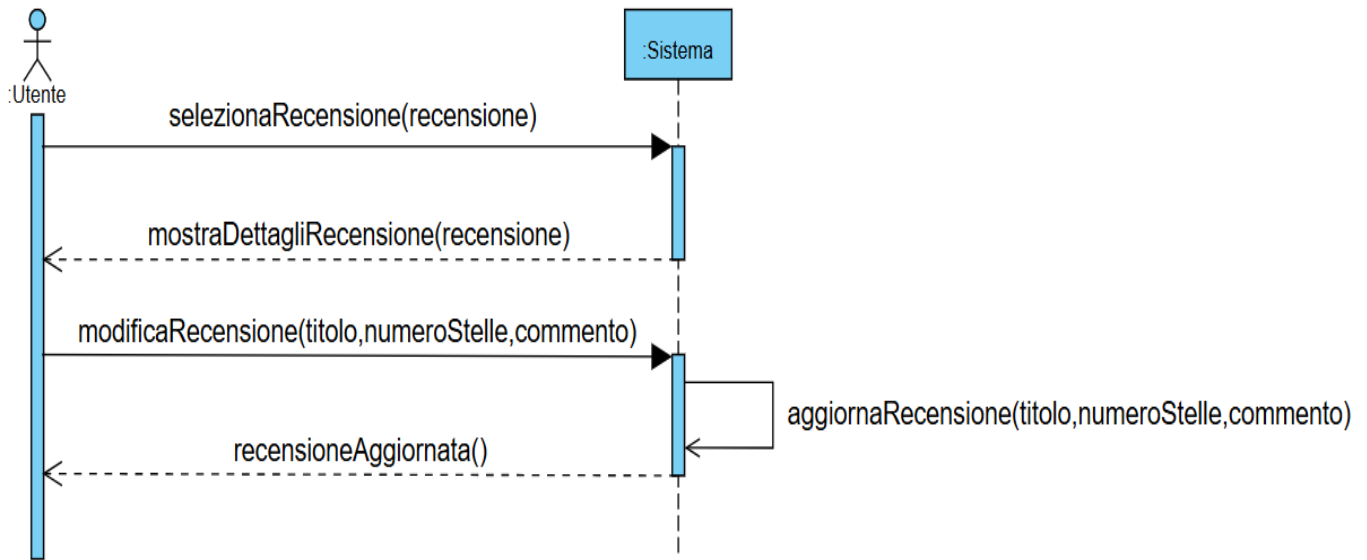 :Utente
:Sistema
selezionaRecensione(recensione)
mostraDettagliRecensione(recensione)
modificaRecensione(titolo,numeroStelle,commento)
aggiornaRecensione(titolo,numeroStelle,commento)
recensioneAggiornata()